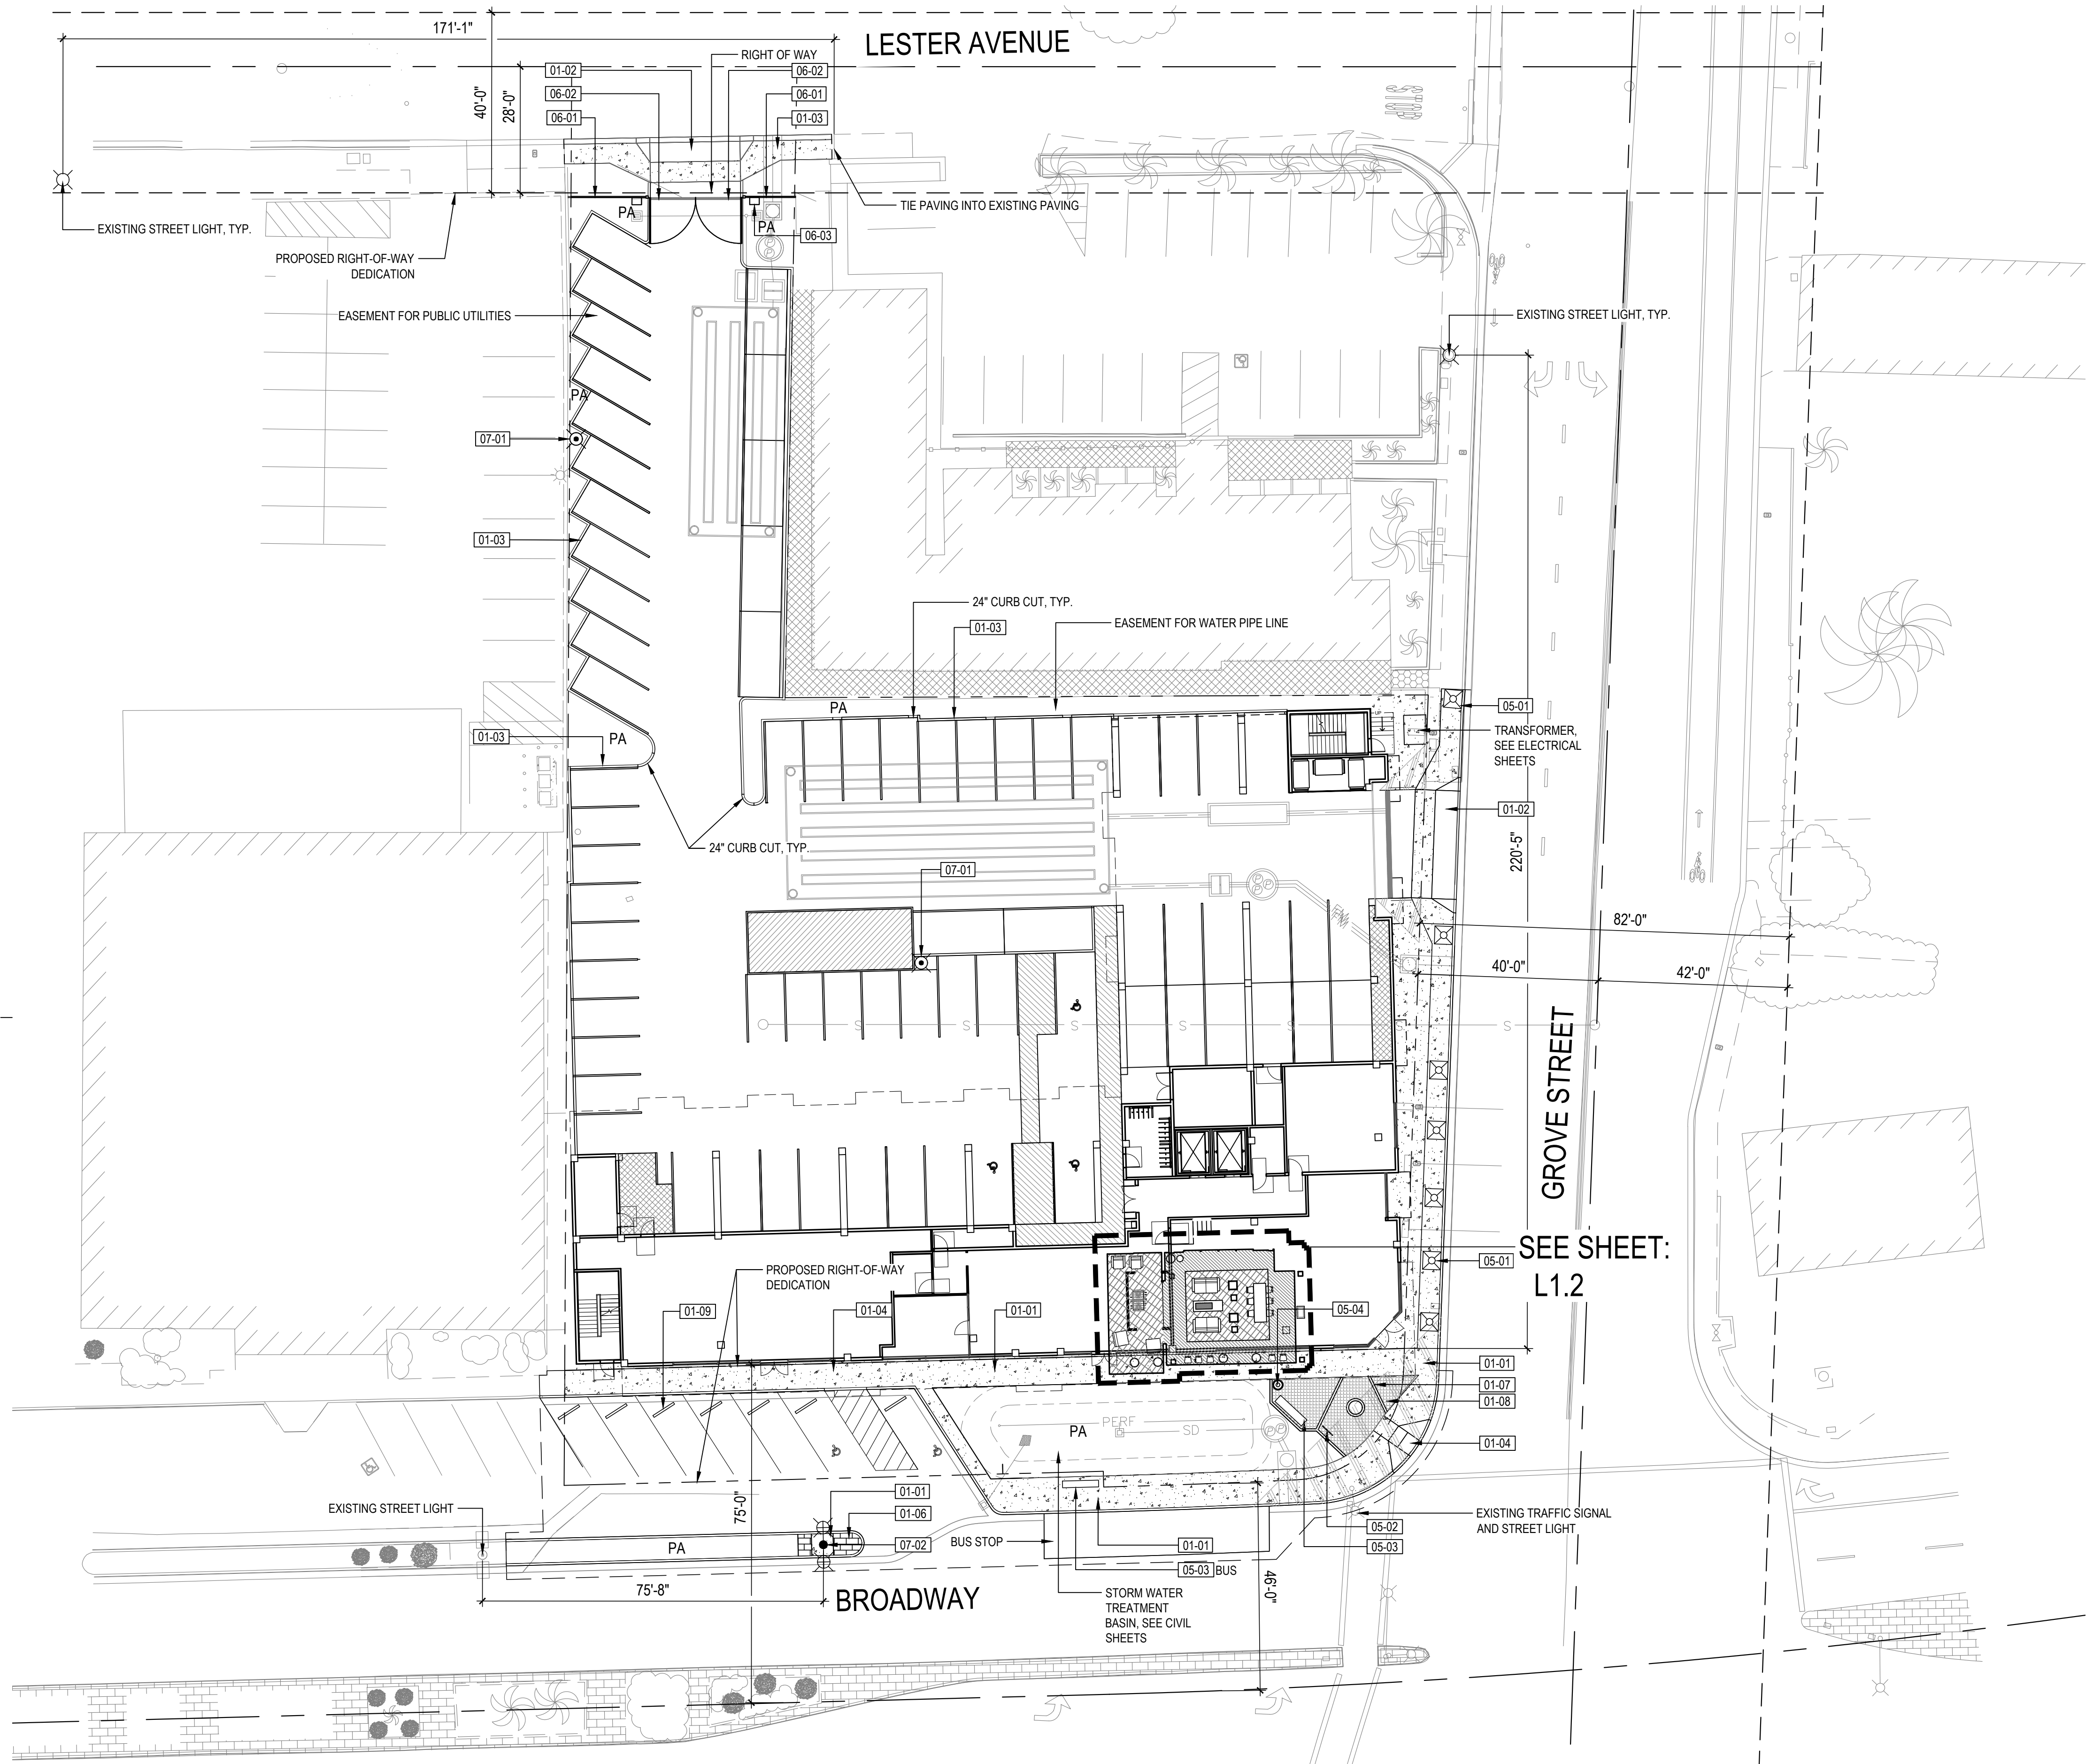 171'-1"
LESTER AVENUE
RIGHT OF WAY
01-02
06-02
06-02
06-01
06-01
01-03
40'-0"
28'-0"
BUS
PA
PA
TIE PAVING INTO EXISTING PAVING
EXISTING STREET LIGHT, TYP.
06-03
PROPOSED RIGHT-OF-WAY
DEDICATION
EASEMENT FOR PUBLIC UTILITIES
EXISTING STREET LIGHT, TYP.
PA
07-01
01-03
24" CURB CUT, TYP.
01-03
EASEMENT FOR WATER PIPE LINE
PA
UP
05-01
01-03
PA
TRANSFORMER,
SEE ELECTRICAL
SHEETS
01-02
24" CURB CUT, TYP.
220'-5"
07-01
FM
82'-0"
40'-0"
42'-0"
S S S S S S S
GROVE STREET
SEE SHEET:
L1.2
05-01
PROPOSED RIGHT-OF-WAY
DEDICATION
01-09
01-04
01-01
05-04
01-01
01-07
01-08
01-04
PERF
SD
PA
75'-0"
01-01
01-06
EXISTING STREET LIGHT
PA
07-02
BUS STOP
01-01
05-03 BUS
05-02
05-03
EXISTING TRAFFIC SIGNAL
AND STREET LIGHT
46'-0"
75'-8"
BROADWAY
STORM WATER
TREATMENT
BASIN, SEE CIVIL
SHEETS